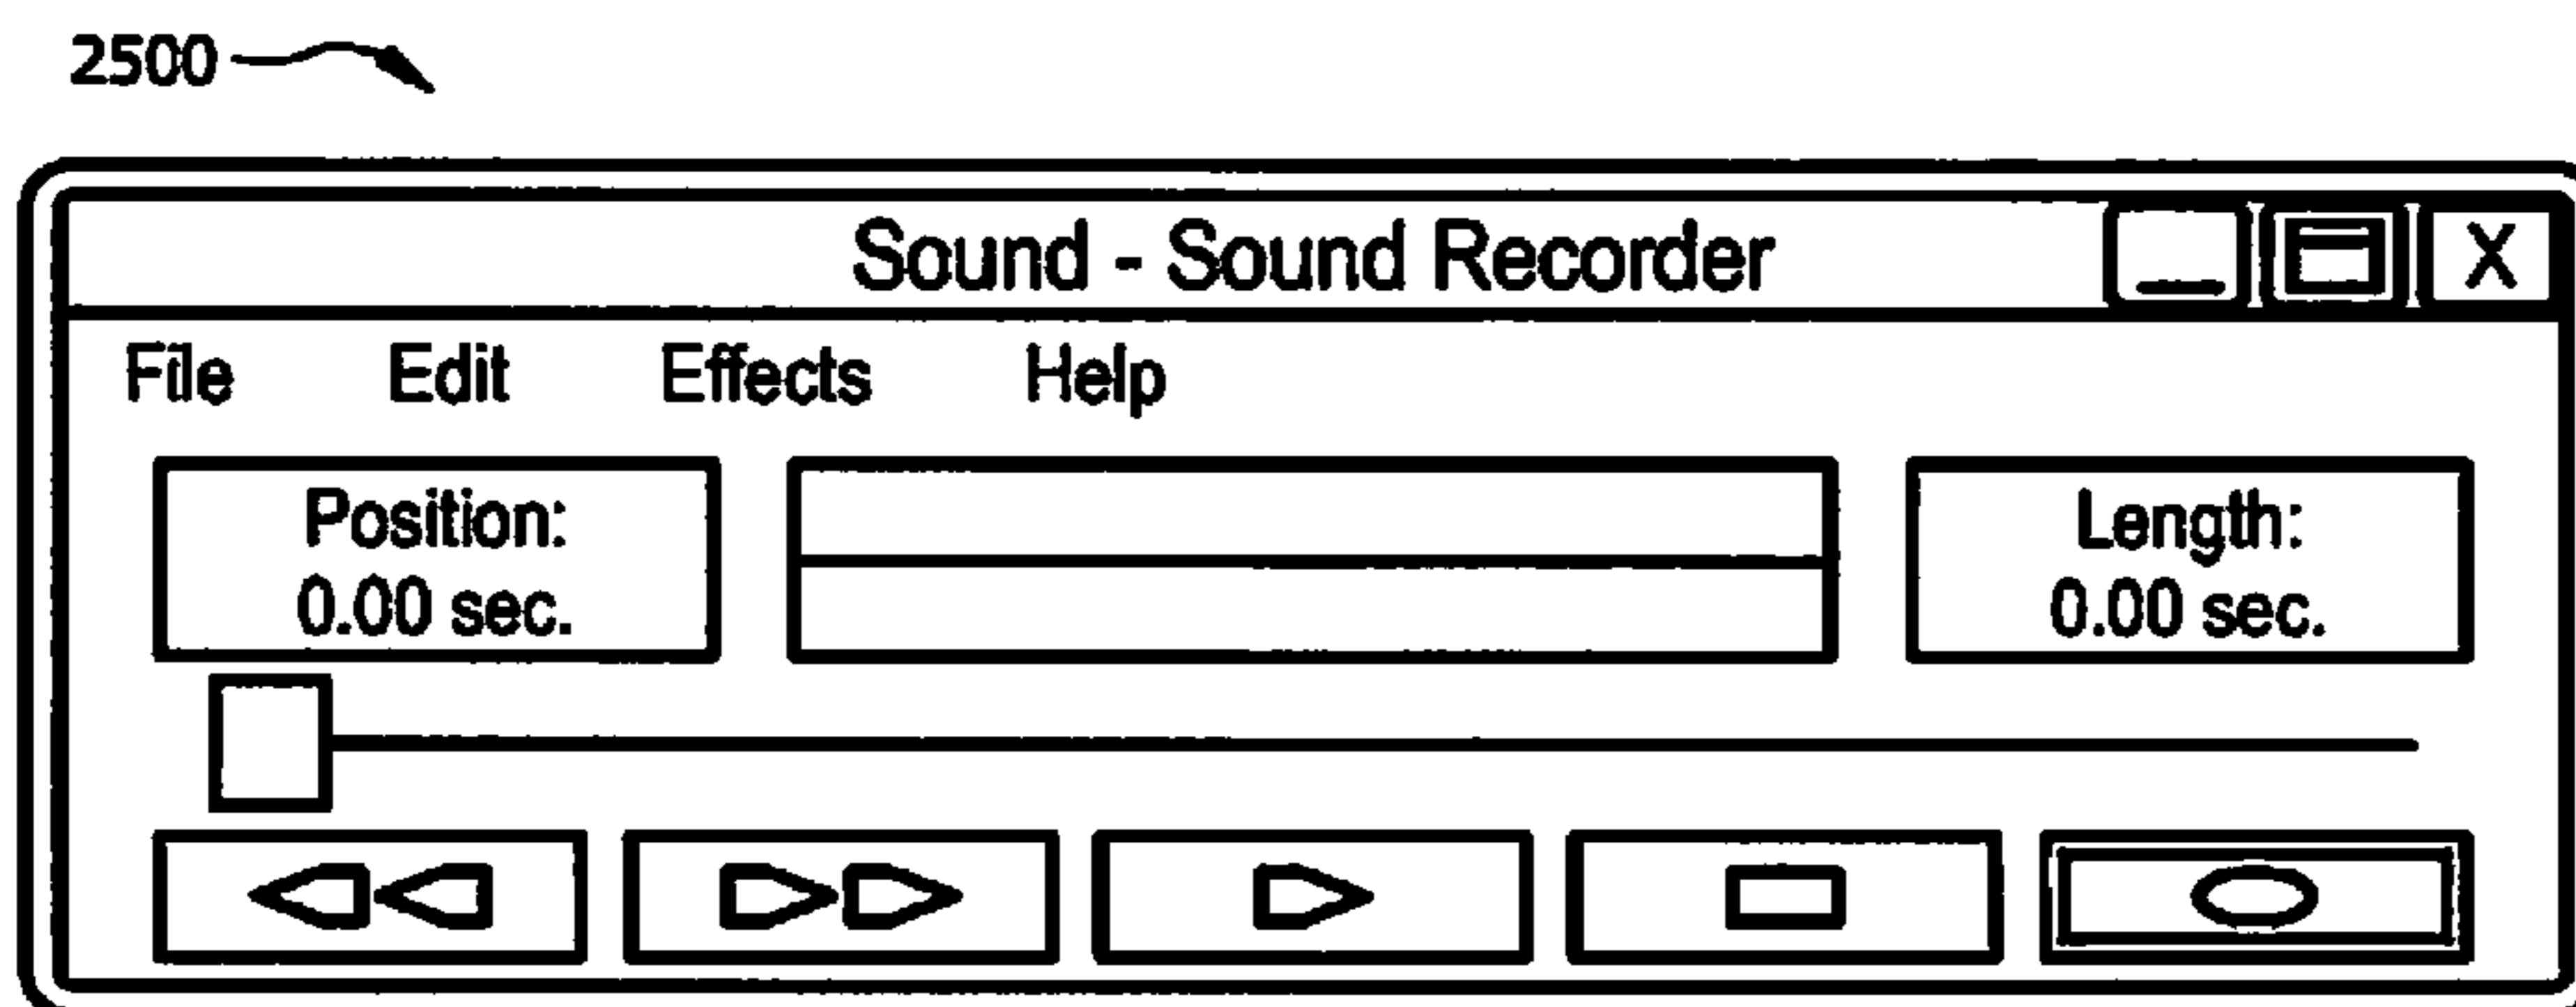 2500
Sound - Sound Recorder X
File Edit Effects Help
Position: Length:
0.00 sec. 0.00 sec.